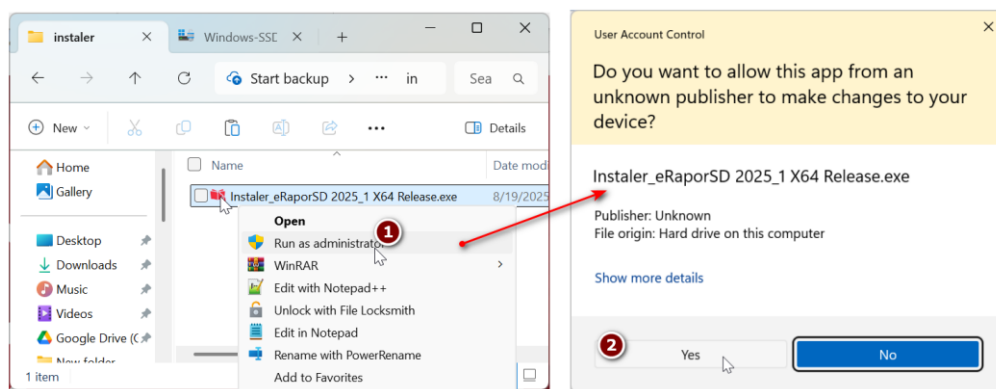 instaler
Windows-SSD
Start backup
in
Sea
New
Details
Home
Gallery
Desktop
Downloads
Music
Videos
Google Drive (G
New folder
1 item
Name
Date modi
Instaler_eRaporSD 2025_1 X64 Release.exe
8/19/2025
Open
Run as administrator
1
WinRAR
Edit with Notepad++
Unlock with File Locksmith
Edit in Notepad
Rename with PowerRename
Add to Favorites
User Account Control
Do you want to allow this app from an
unknown publisher to make changes to your
device?
Instaler_eRaporSD 2025_1 X64 Release.exe
Publisher: Unknown
File origin: Hard drive on this computer
Show more details
2
Yes
No